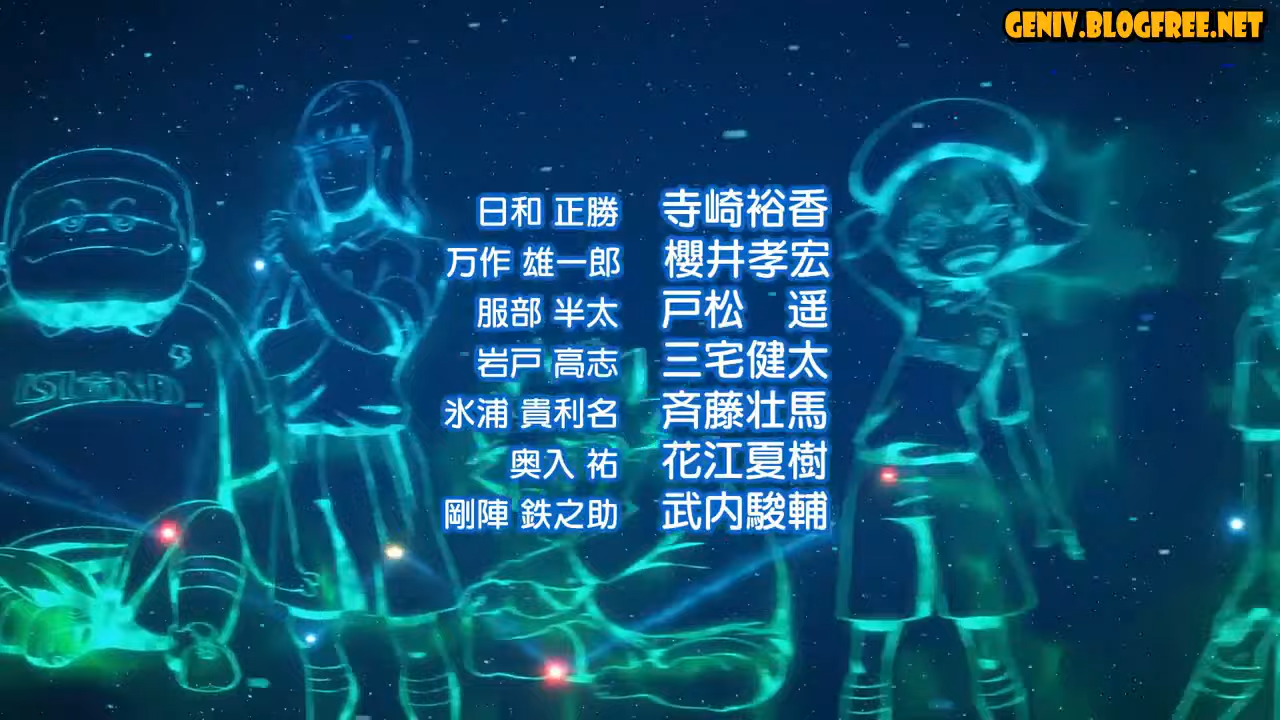 GENIV.BLOGFREE.NET
日和 正勝 寺崎裕香
万作 雄一郎 櫻井孝宏
服部 半太 戸松 遥
岩戸 高志 三宅健太
氷浦 貴利名 斉藤壮馬
奥入 祐 花江夏樹
剛陣 鉄之助 武内駿輔